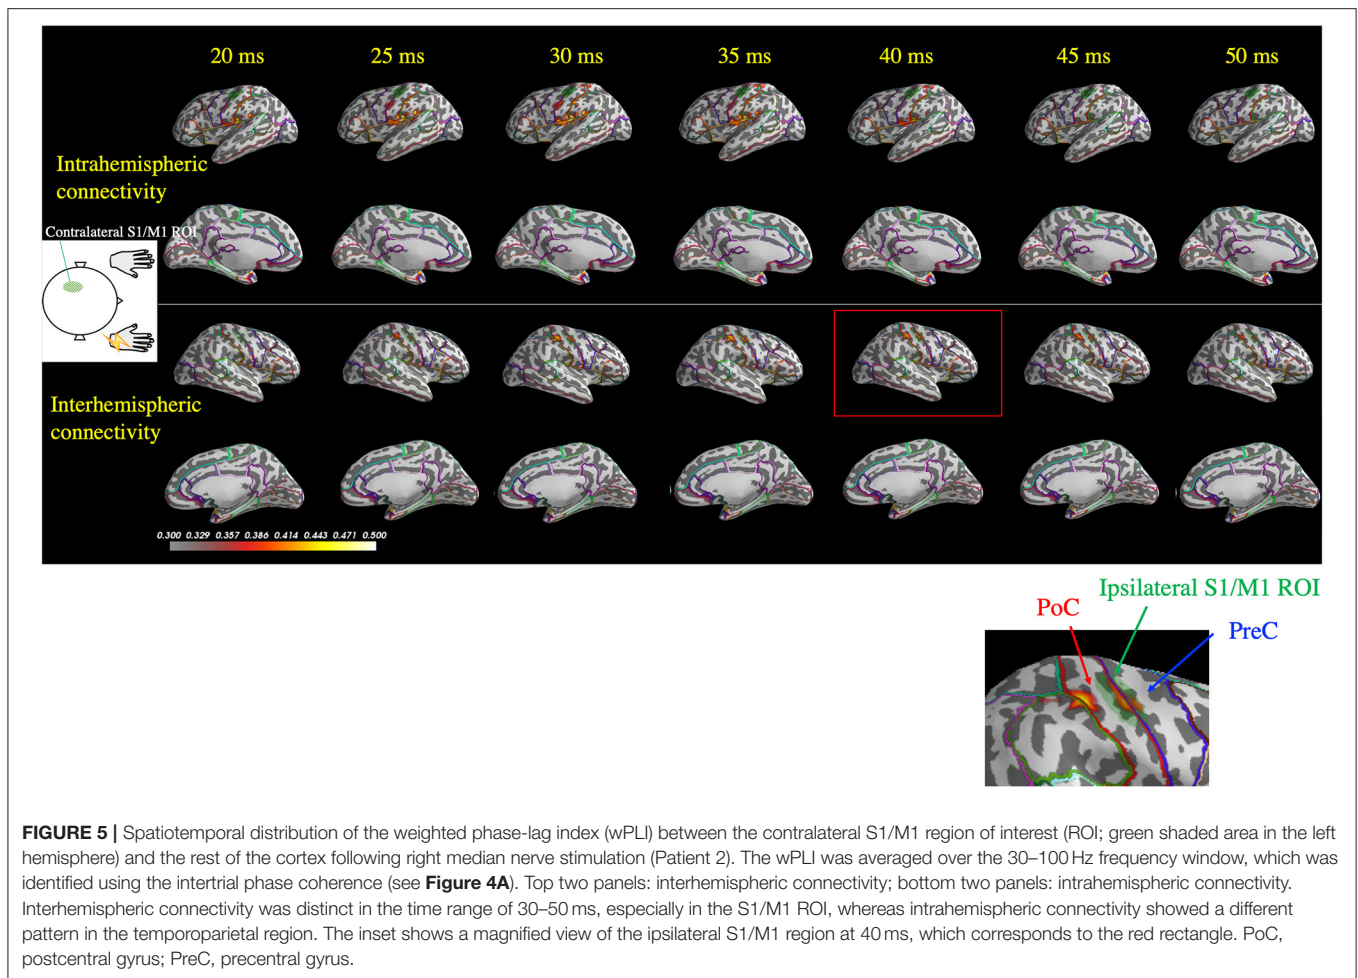 20 ms 25 ms 30 ms 35 ms 40 ms 45 ms 50 ms
Intrahemispheric
connectivity
Contralateral S1/M1 ROI
Interhemispheric
connectivity
0.300 0.329 0.357 0.386 0.414 0.443 0.471 0.500
Ipsilateral S1/M1 ROI
PoC
PreC
FIGURE 5 | Spatiotemporal distribution of the weighted phase-lag index (wPLI) between the contralateral S1/M1 region of interest (ROI; green shaded area in the left
hemisphere) and the rest of the cortex following right median nerve stimulation (Patient 2). The wPLI was averaged over the 30–100 Hz frequency window, which was
identified using the intertrial phase coherence (see Figure 4A). Top two panels: interhemispheric connectivity; bottom two panels: intrahemispheric connectivity.
Interhemispheric connectivity was distinct in the time range of 30–50 ms, especially in the S1/M1 ROI, whereas intrahemispheric connectivity showed a different
pattern in the temporoparietal region. The inset shows a magnified view of the ipsilateral S1/M1 region at 40 ms, which corresponds to the red rectangle. PoC,
postcentral gyrus; PreC, precentral gyrus.